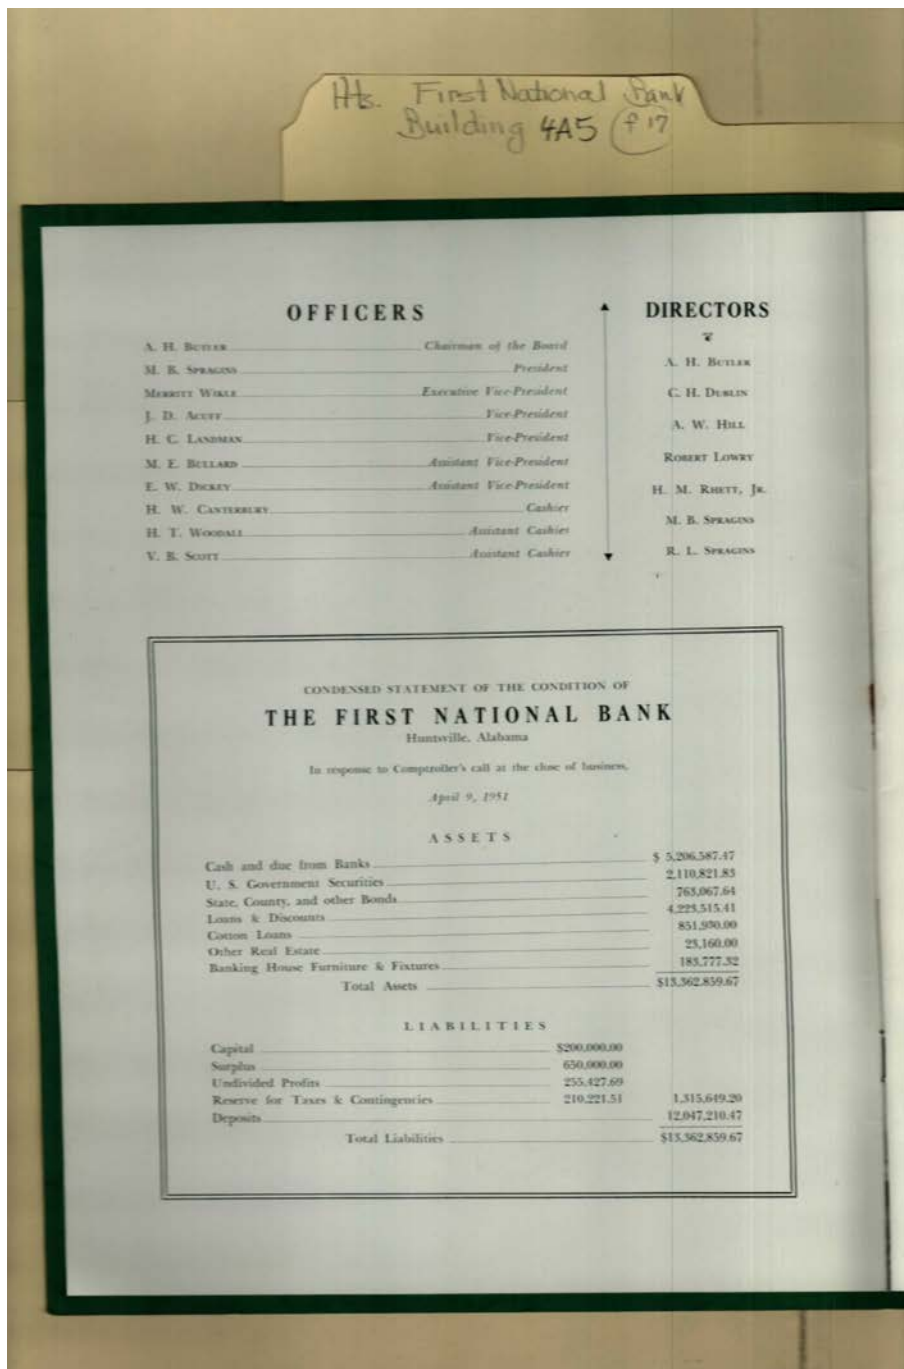 Hts. First National Bank
Building 4A5 f 17
OFFICERS
A. H. BUTLER Chairman of the Board
M. B. SPRAGINS President
MERRITT WIKLE Executive Vice-President
J. D. ACUFF Vice-President
H. C. LANDMAN Vice-President
M. E. BULLARD Assistant Vice-President
E. W. DICKEY Assistant Vice-President
H. W. CANTERBURY Cashier
H. T. WOODALL Assistant Cashier
V. B. SCOTT Assistant Cashier
DIRECTORS
A. H. BUTLER
C. H. DUBLIN
A. W. HILL
ROBERT LOWRY
H. M. RHETT, JR.
M. B. SPRAGINS
R. L. SPRAGINS
CONDENSED STATEMENT OF THE CONDITION OF
THE FIRST NATIONAL BANK
Huntsville, Alabama
In response to Comptroller's call at the close of business,
April 9, 1951
ASSETS
Cash and due from Banks $ 5,206,587.47
U. S. Government Securities 2,110,821.83
State, County, and other Bonds 763,067.64
Loans & Discounts 4,223,515.41
Cotton Loans 851,930.00
Other Real Estate 23,160.00
Banking House Furniture & Fixtures 183,777.32
Total Assets $13,362,859.67
LIABILITIES
Capital $200,000.00
Surplus 650,000.00
Undivided Profits 255,427.69
Reserve for Taxes & Contingencies 210,221.51 1,315,649.20
Deposits 12,047,210.47
Total Liabilities $13,362,859.67